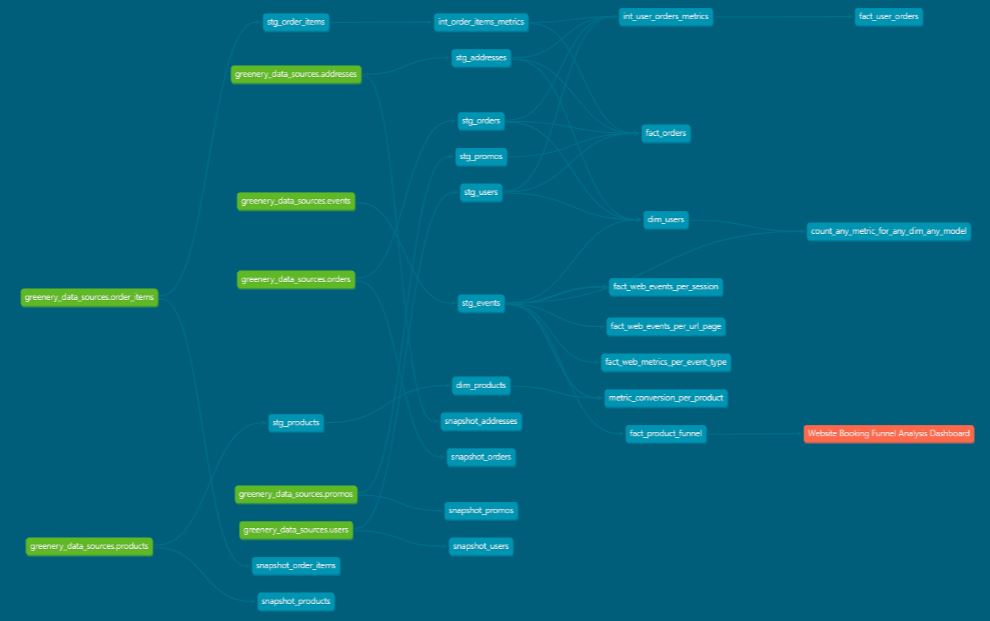 stg_order_items
int_order_items_metrics
int_user_orders_metrics
fact_user_orders
stg_addresses
greenery_data_sources.addresses
stg_orders
fact_orders
stg_promos
stg_users
greenery_data_sources.events
dim_users
count_any_metric_for_any_dim_any_model
greenery_data_sources.orders
fact_web_events_per_session
greenery_data_sources.order_items
stg_events
fact_web_events_per_url_page
fact_web_metrics_per_event_type
dim_products
metric_conversion_per_product
stg_products
snapshot_addresses
fact_product_funnel
Website Booking Funnel Analysis Dashboard
snapshot_orders
greenery_data_sources.promos
snapshot_promos
greenery_data_sources.users
greenery_data_sources.products
snapshot_users
snapshot_order_items
snapshot_products